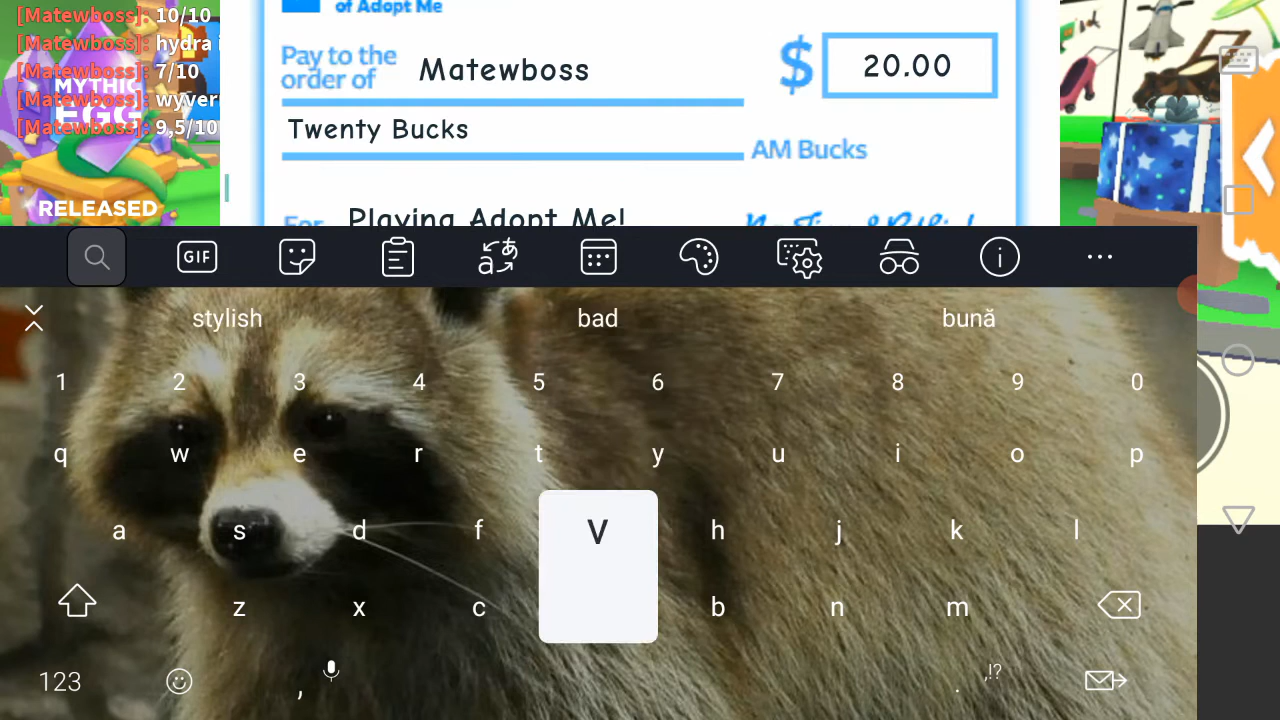 [Matewboss]: 10/10
[Matewboss]: hydra
[Matewboss]: 7/10
[Matewboss]: wyver
[Matewboss]: 9,5/10
MYTHIC
EGG
RELEASED
of Adopt Me
Pay to the
order of
Matewboss
$ 20.00
Twenty Bucks
AM Bucks
For Playing Adopt Me!
GIF
stylish bad bună
1 2 3 4 5 6 7 8 9 0
q w e r t y u i o p
a s d f V h j k l
z x c b n m
123 , . ,!?